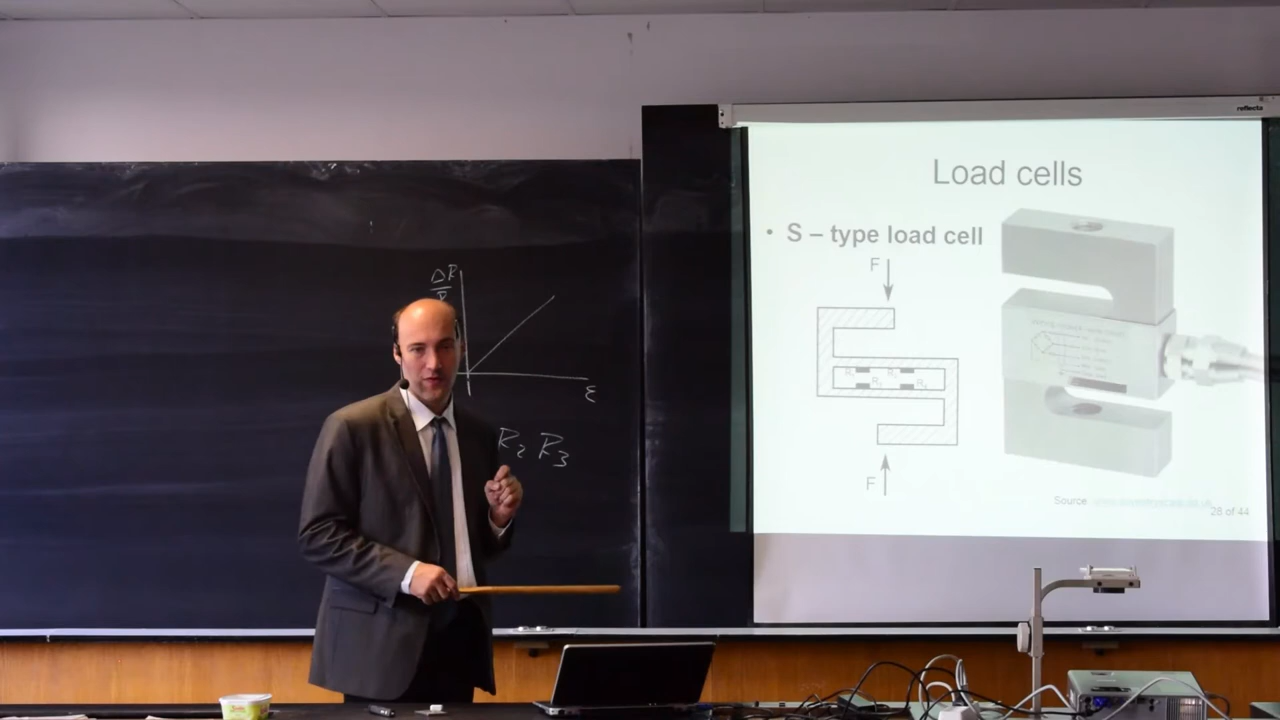 reflecta
Load cells
• S – type load cell
F
F
Source
28 of 44
ΔR
ε
R₂ R₃